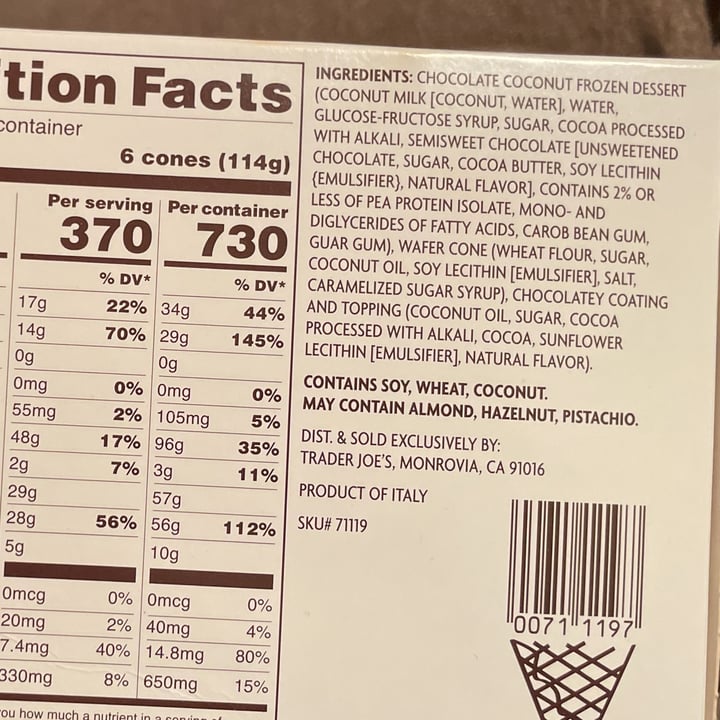 tion Facts
container
6 cones (114g)
Per serving Per container
370 730
% DV* % DV*
17g 22% 34g 44%
14g 70% 29g 145%
0g 0g
0mg 0% 0mg 0%
55mg 2% 105mg 5%
48g 17% 96g 35%
2g 7% 3g 11%
29g 57g
28g 56% 56g 112%
5g 10g
0mcg 0% 0mcg 0%
20mg 2% 40mg 4%
7.4mg 40% 14.8mg 80%
330mg 8% 650mg 15%
you how much a nutrient in a serving of
INGREDIENTS: CHOCOLATE COCONUT FROZEN DESSERT
(COCONUT MILK [COCONUT, WATER], WATER,
GLUCOSE-FRUCTOSE SYRUP, SUGAR, COCOA PROCESSED
WITH ALKALI, SEMISWEET CHOCOLATE [UNSWEETENED
CHOCOLATE, SUGAR, COCOA BUTTER, SOY LECITHIN
{EMULSIFIER}, NATURAL FLAVOR], CONTAINS 2% OR
LESS OF PEA PROTEIN ISOLATE, MONO- AND
DIGLYCERIDES OF FATTY ACIDS, CAROB BEAN GUM,
GUAR GUM), WAFER CONE (WHEAT FLOUR, SUGAR,
COCONUT OIL, SOY LECITHIN [EMULSIFIER], SALT,
CARAMELIZED SUGAR SYRUP), CHOCOLATEY COATING
AND TOPPING (COCONUT OIL, SUGAR, COCOA
PROCESSED WITH ALKALI, COCOA, SUNFLOWER
LECITHIN [EMULSIFIER], NATURAL FLAVOR).
CONTAINS SOY, WHEAT, COCONUT.
MAY CONTAIN ALMOND, HAZELNUT, PISTACHIO.
DIST. & SOLD EXCLUSIVELY BY:
TRADER JOE'S, MONROVIA, CA 91016
PRODUCT OF ITALY
SKU# 71119
0071 1197